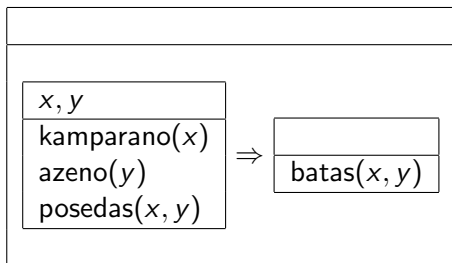 x, y
kamparano(x)
azeno(y)
posedas(x, y)
⇒
batas(x, y)